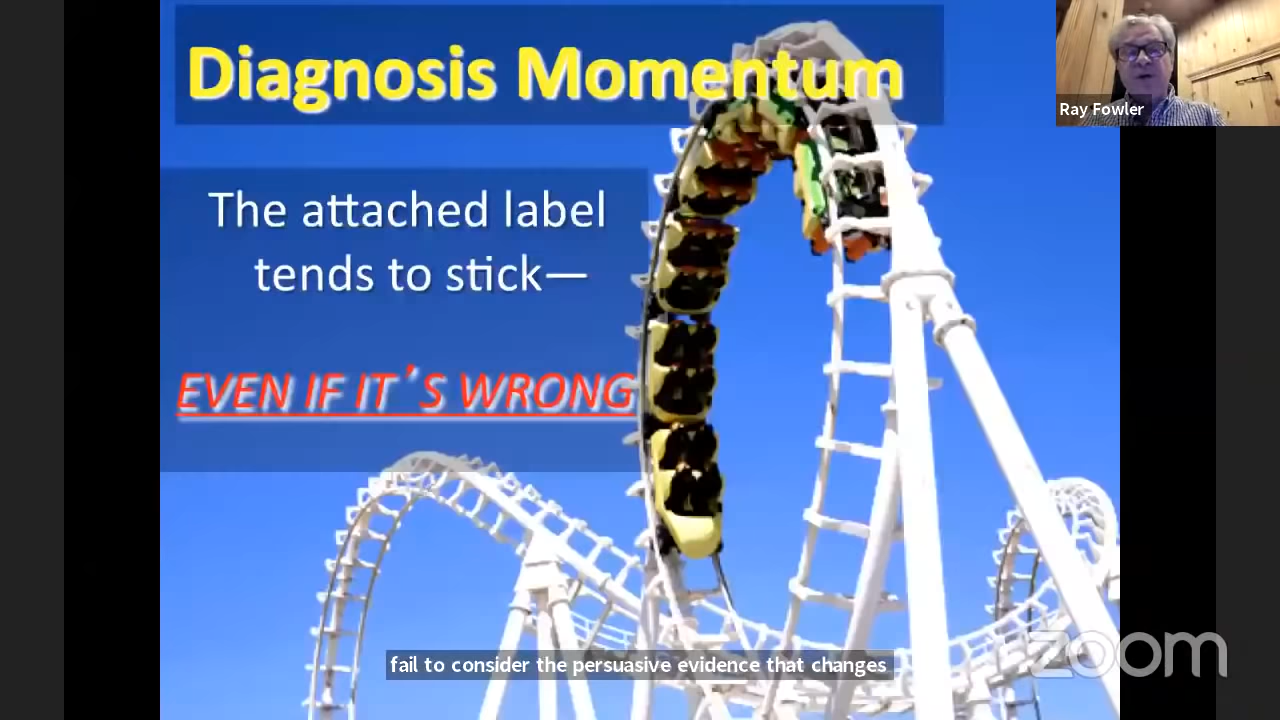 Diagnosis Momentum
Ray Fowler
The attached label
tends to stick—
EVEN IF IT´S WRONG
fail to consider the persuasive evidence that changes
zoom